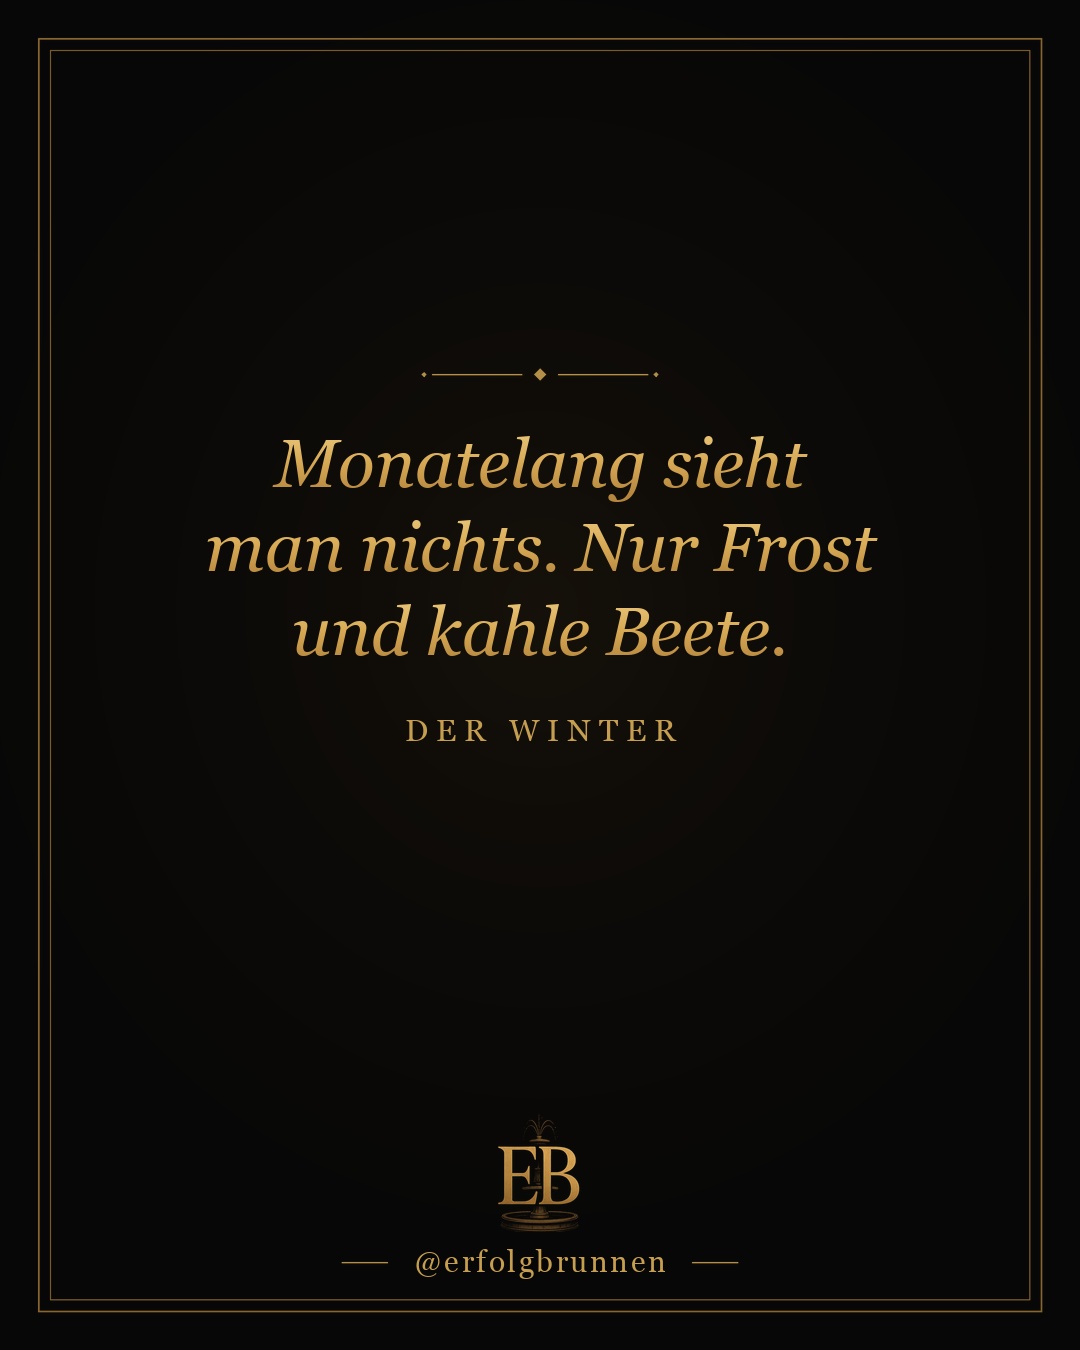 Monatelang sieht
man nichts. Nur Frost
und kahle Beete.
DER WINTER
EB
@erfolgbrunnen